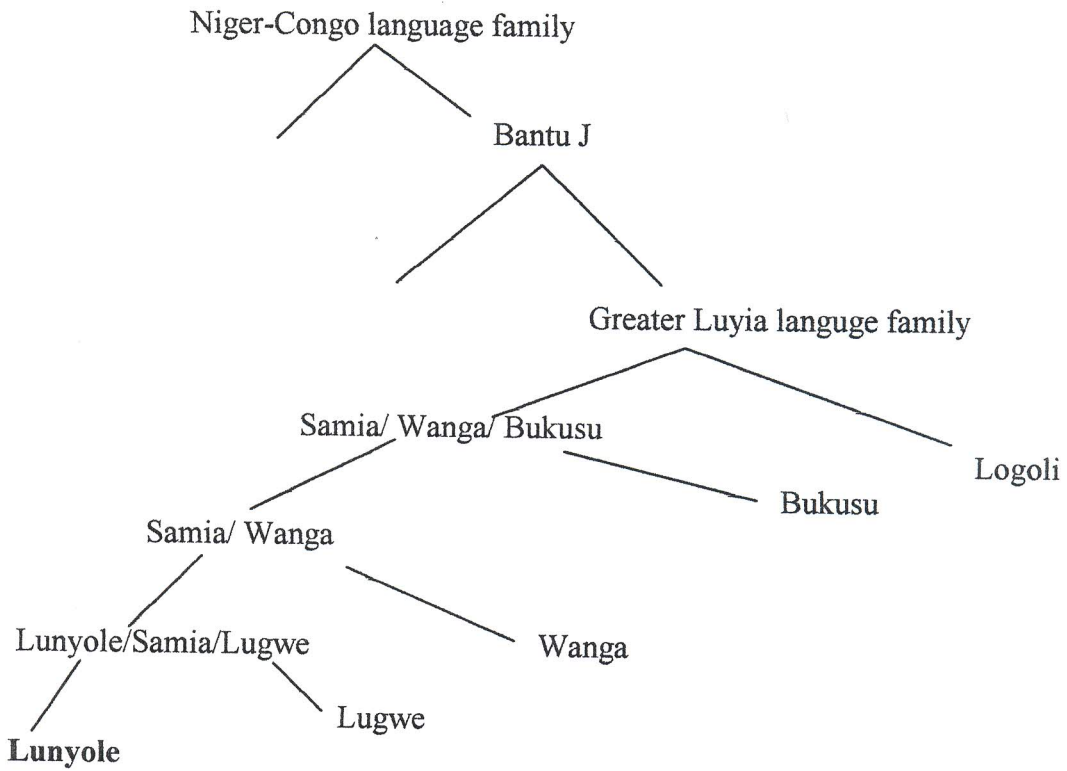 Niger-Congo language family
Bantu J
Greater Luyia languge family
Samia/ Wanga/ Bukusu
Logoli
Bukusu
Samia/ Wanga
Lunyole/Samia/Lugwe
Wanga
Lugwe
Lunyole